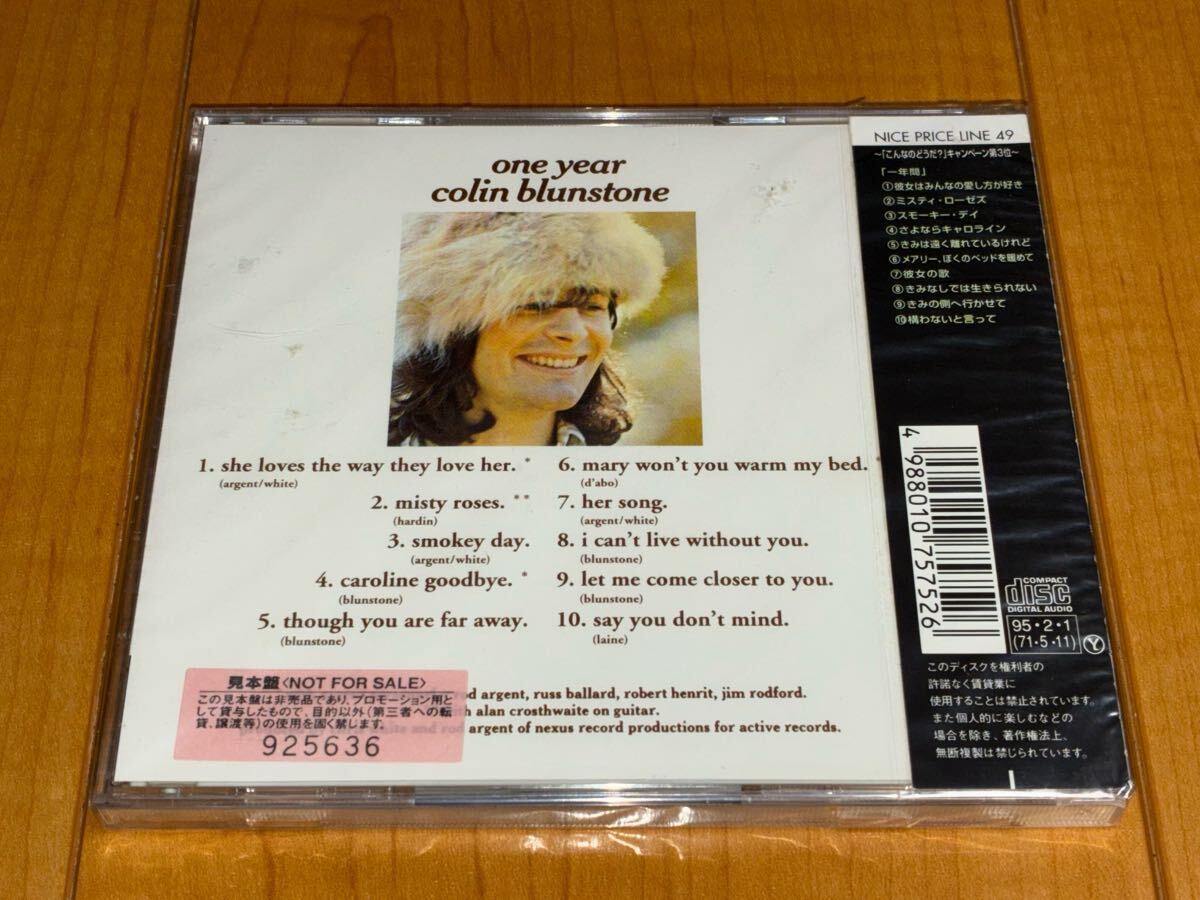 one year
colin blunstone
1. she loves the way they love her. *
(argent/white)
2. misty roses. **
(hardin)
3. smokey day.
(argent/white)
4. caroline goodbye. *
(blunstone)
5. though you are far away.
(blunstone)
6. mary won't you warm my bed. *
(d'abo)
7. her song.
(argent/white)
8. i can't live without you.
(blunstone)
9. let me come closer to you.
(blunstone)
10. say you don't mind.
(laine)
rod argent, russ ballard, robert henrit, jim rodford.
alan crosthwaite on guitar.
and rod argent of nexus record productions for active records.
見本盤〈NOT FOR SALE〉
この見本盤は非売品であり、プロモーション用と
して貸与したもので、目的以外(第三者への転
貸、譲渡等)の使用を固く禁じます。
925636
NICE PRICE LINE 49
〜「こんなのどうだ?」キャンペーン第3位〜
「一年間」
①彼女はみんなの愛し方が好き
②ミスティ・ローゼズ
③スモーキー・デイ
④さよならキャロライン
⑤きみは遠く離れているけれど
⑥メアリー、ぼくのベッドを暖めて
⑦彼女の歌
⑧きみなしでは生きられない
⑨きみの側へ行かせて
⑩構わないと言って
4 988010 757526
COMPACT
disc
DIGITAL AUDIO
95・2・1
(71・5・11)
Y
このディスクを権利者の
許諾なく賃貸業に
使用することは禁止されています。
また個人的に楽しむなどの
場合を除き、著作権法上、
無断複製は禁じられています。